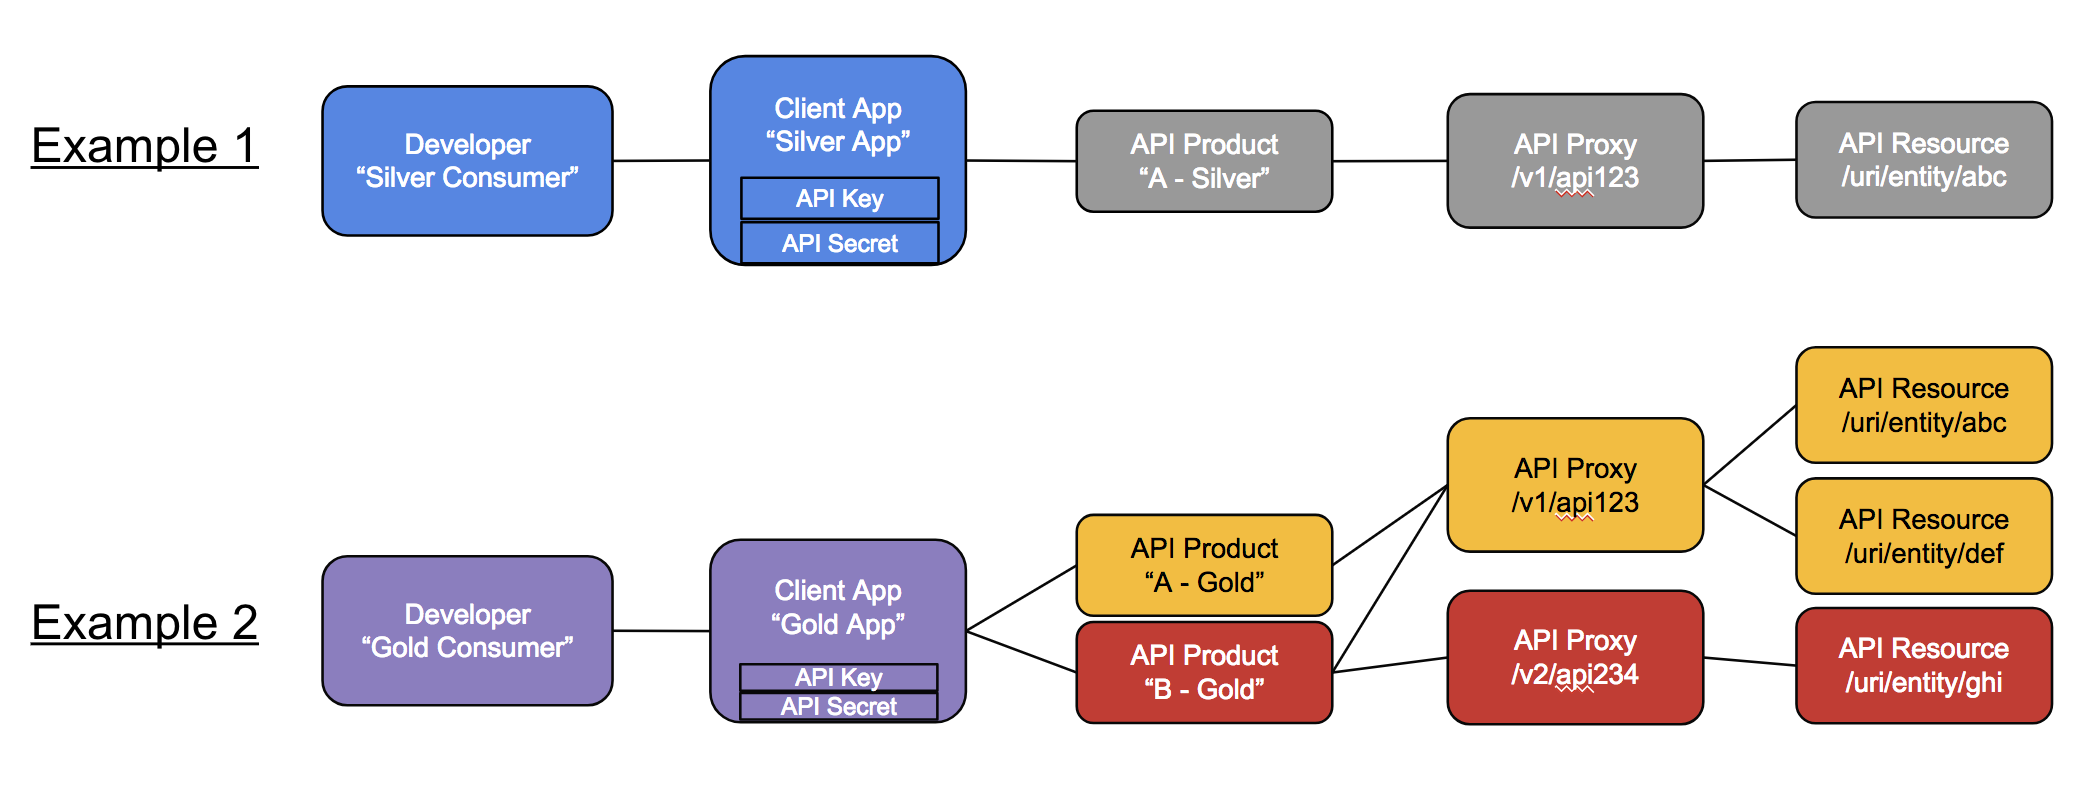 Example 1
Developer
“Silver Consumer”
Client App
“Silver App”
API Key
API Secret
API Product
“A - Silver”
API Proxy
/v1/api123
API Resource
/uri/entity/abc
Example 2
Developer
“Gold Consumer”
Client App
“Gold App”
API Key
API Secret
API Product
“A - Gold”
API Product
“B - Gold”
API Proxy
/v1/api123
API Proxy
/v2/api234
API Resource
/uri/entity/abc
API Resource
/uri/entity/def
API Resource
/uri/entity/ghi